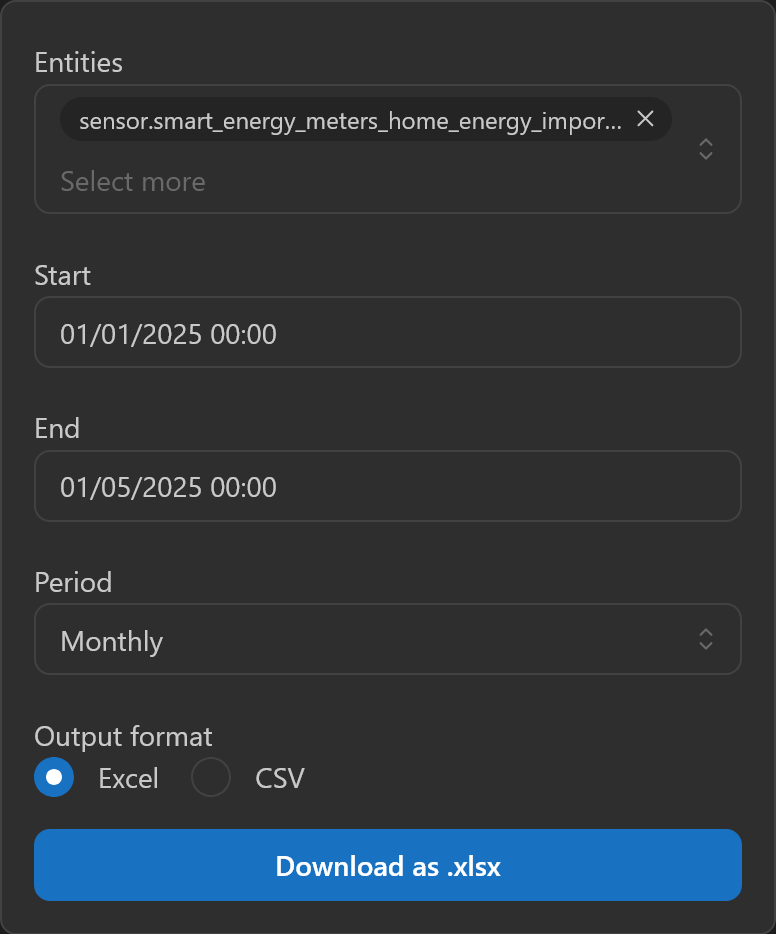 Entities
sensor.smart_energy_meters_home_energy_impor...
Select more
Start
01/01/2025 00:00
End
01/05/2025 00:00
Period
Monthly
Output format
Excel CSV
Download as .xlsx